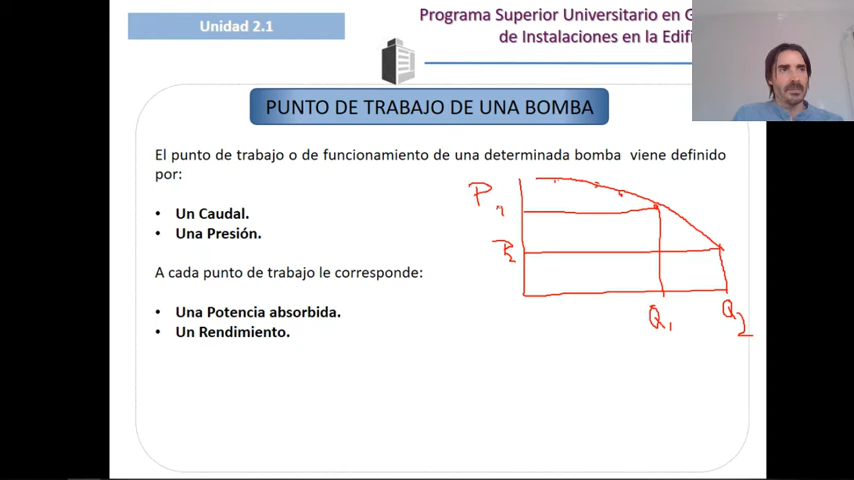 Unidad 2.1
Programa Superior Universitario en G
de Instalaciones en la Edifi
PUNTO DE TRABAJO DE UNA BOMBA
El punto de trabajo o de funcionamiento de una determinada bomba viene definido
por:
• Un Caudal.
• Una Presión.
A cada punto de trabajo le corresponde:
• Una Potencia absorbida.
• Un Rendimiento.
P1
P2
Q1
Q2